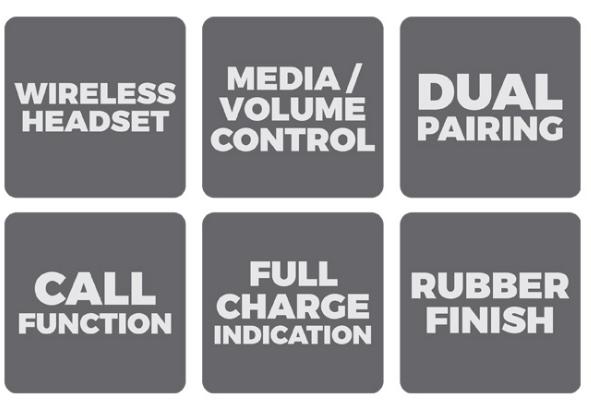 WIRELESS
HEADSET
MEDIA /
VOLUME
CONTROL
DUAL
PAIRING
CALL
FUNCTION
FULL
CHARGE
INDICATION
RUBBER
FINISH